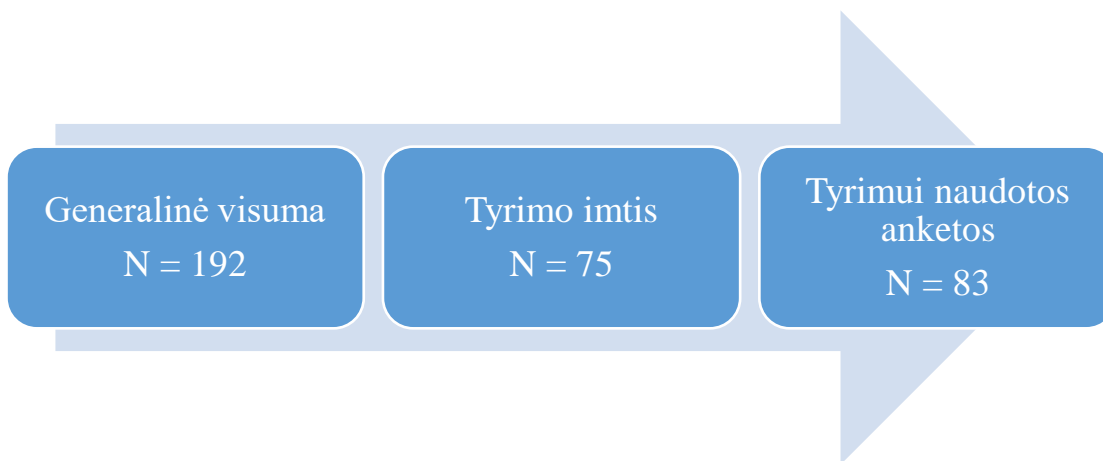 Generalinė visuma
N = 192
Tyrimo imtis
N = 75
Tyrimui naudotos
anketos
N = 83